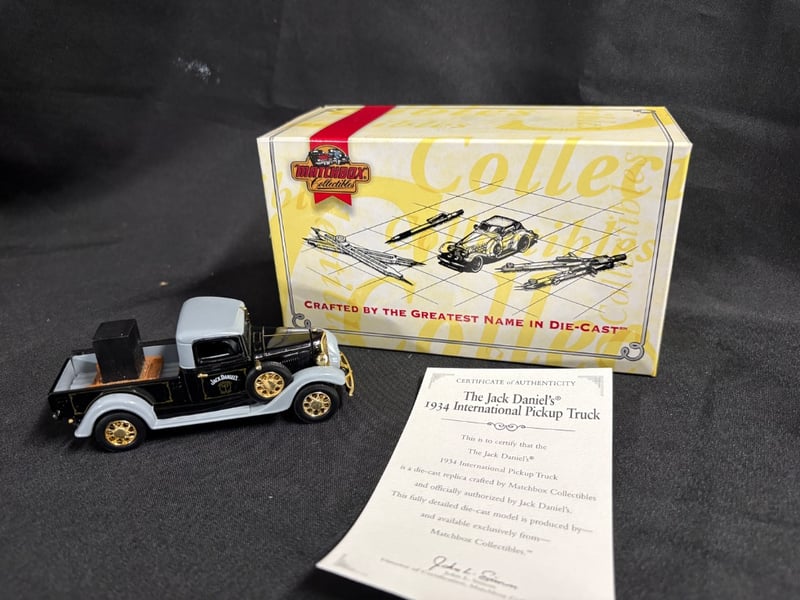 Collectibles
MATCHBOX
Collectibles
CRAFTED BY THE GREATEST NAME IN DIE-CAST™
JACK DANIEL'S
CERTIFICATE of AUTHENTICITY
The Jack Daniel's®
1934 International Pickup Truck
This is to certify that the
The Jack Daniel's®
1934 International Pickup Truck
is a die-cast replica crafted by Matchbox Collectibles
and officially authorized by Jack Daniel's.
This fully detailed die-cast model is produced by—
and available exclusively from—
Matchbox Collectibles.™